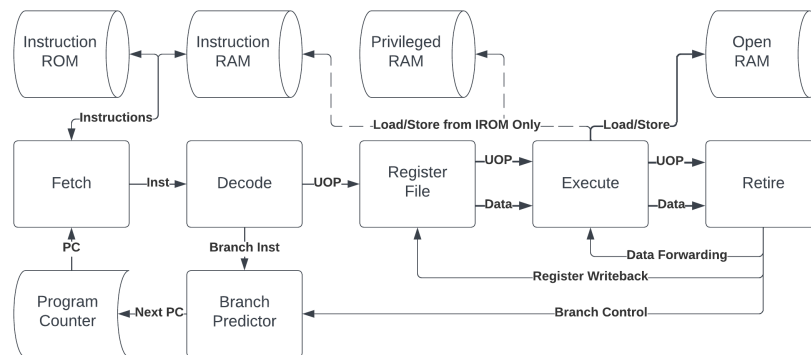 Instruction
ROM
Instruction
RAM
Privileged
RAM
Open
RAM
Instructions
Load/Store from IROM Only
Load/Store
Fetch
Inst
Decode
UOP
Register
File
UOP
Data
Execute
UOP
Data
Retire
PC
Branch Inst
Data Forwarding
Register Writeback
Program
Counter
Next PC
Branch
Predictor
Branch Control